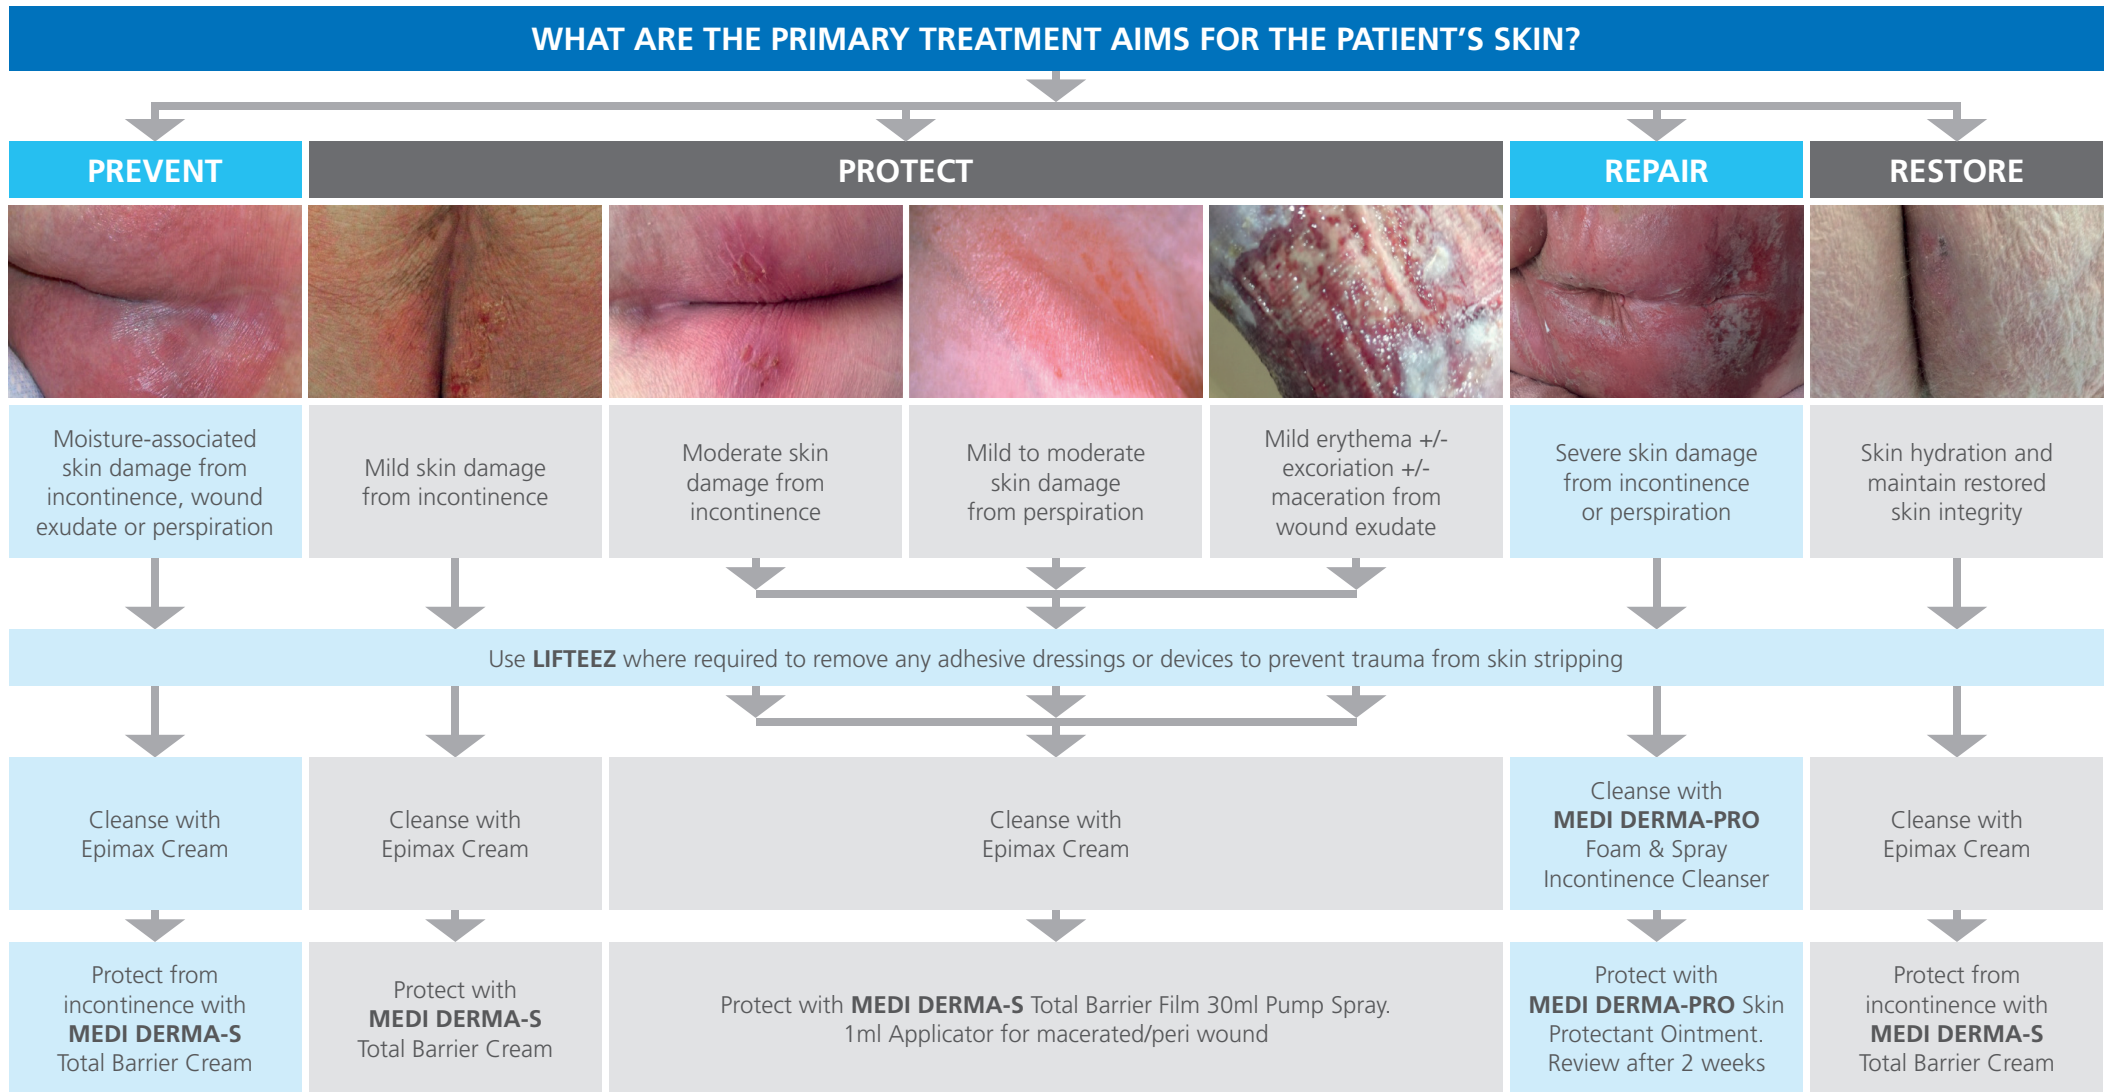 WHAT ARE THE PRIMARY TREATMENT AIMS FOR THE PATIENT’S SKIN?
PREVENT
PROTECT
REPAIR
RESTORE
Moisture-associated
skin damage from
incontinence, wound
exudate or perspiration
Mild skin damage
from incontinence
Moderate skin
damage from
incontinence
Mild to moderate
skin damage
from perspiration
Mild erythema +/-
excoriation +/-
maceration from
wound exudate
Severe skin damage
from incontinence
or perspiration
Skin hydration and
maintain restored
skin integrity
Use LIFTEEZ where required to remove any adhesive dressings or devices to prevent trauma from skin stripping
Cleanse with
Epimax Cream
Cleanse with
Epimax Cream
Cleanse with
Epimax Cream
Cleanse with
MEDI DERMA-PRO
Foam & Spray
Incontinence Cleanser
Cleanse with
Epimax Cream
Protect from
incontinence with
MEDI DERMA-S
Total Barrier Cream
Protect with
MEDI DERMA-S
Total Barrier Cream
Protect with MEDI DERMA-S Total Barrier Film 30ml Pump Spray.
1ml Applicator for macerated/peri wound
Protect with
MEDI DERMA-PRO Skin
Protectant Ointment.
Review after 2 weeks
Protect from
incontinence with
MEDI DERMA-S
Total Barrier Cream